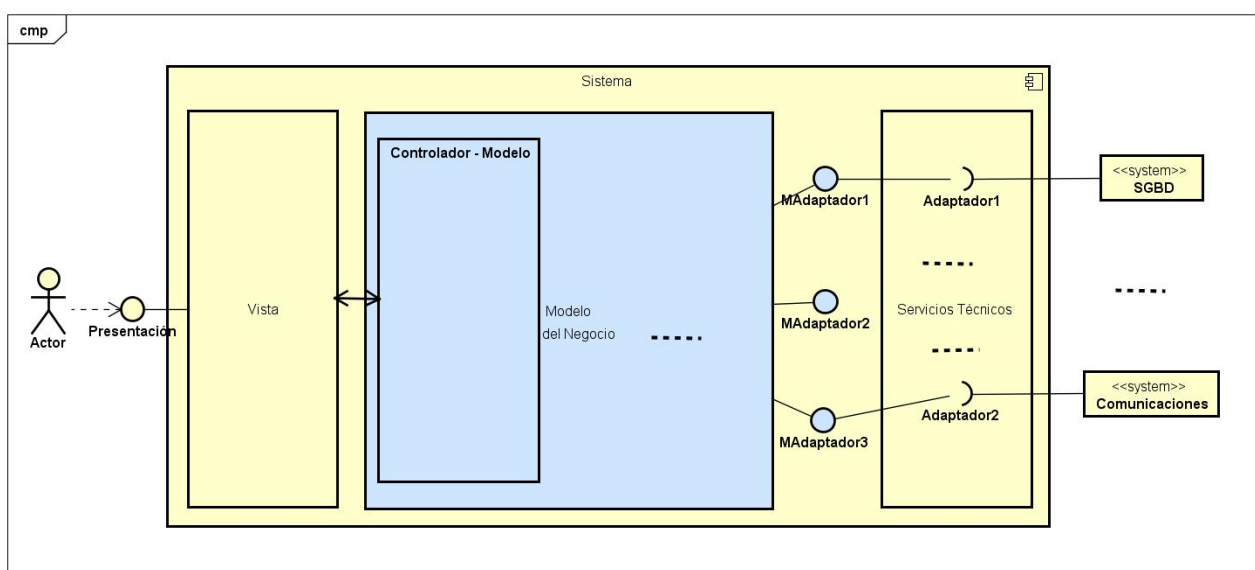 cmp
Sistema
Controlador - Modelo
MAdaptador1
Adaptador1
<<system>>
SGBD
Actor
Presentación
Vista
Modelo
del Negocio
MAdaptador2
Servicios Técnicos
MAdaptador3
Adaptador2
<<system>>
Comunicaciones